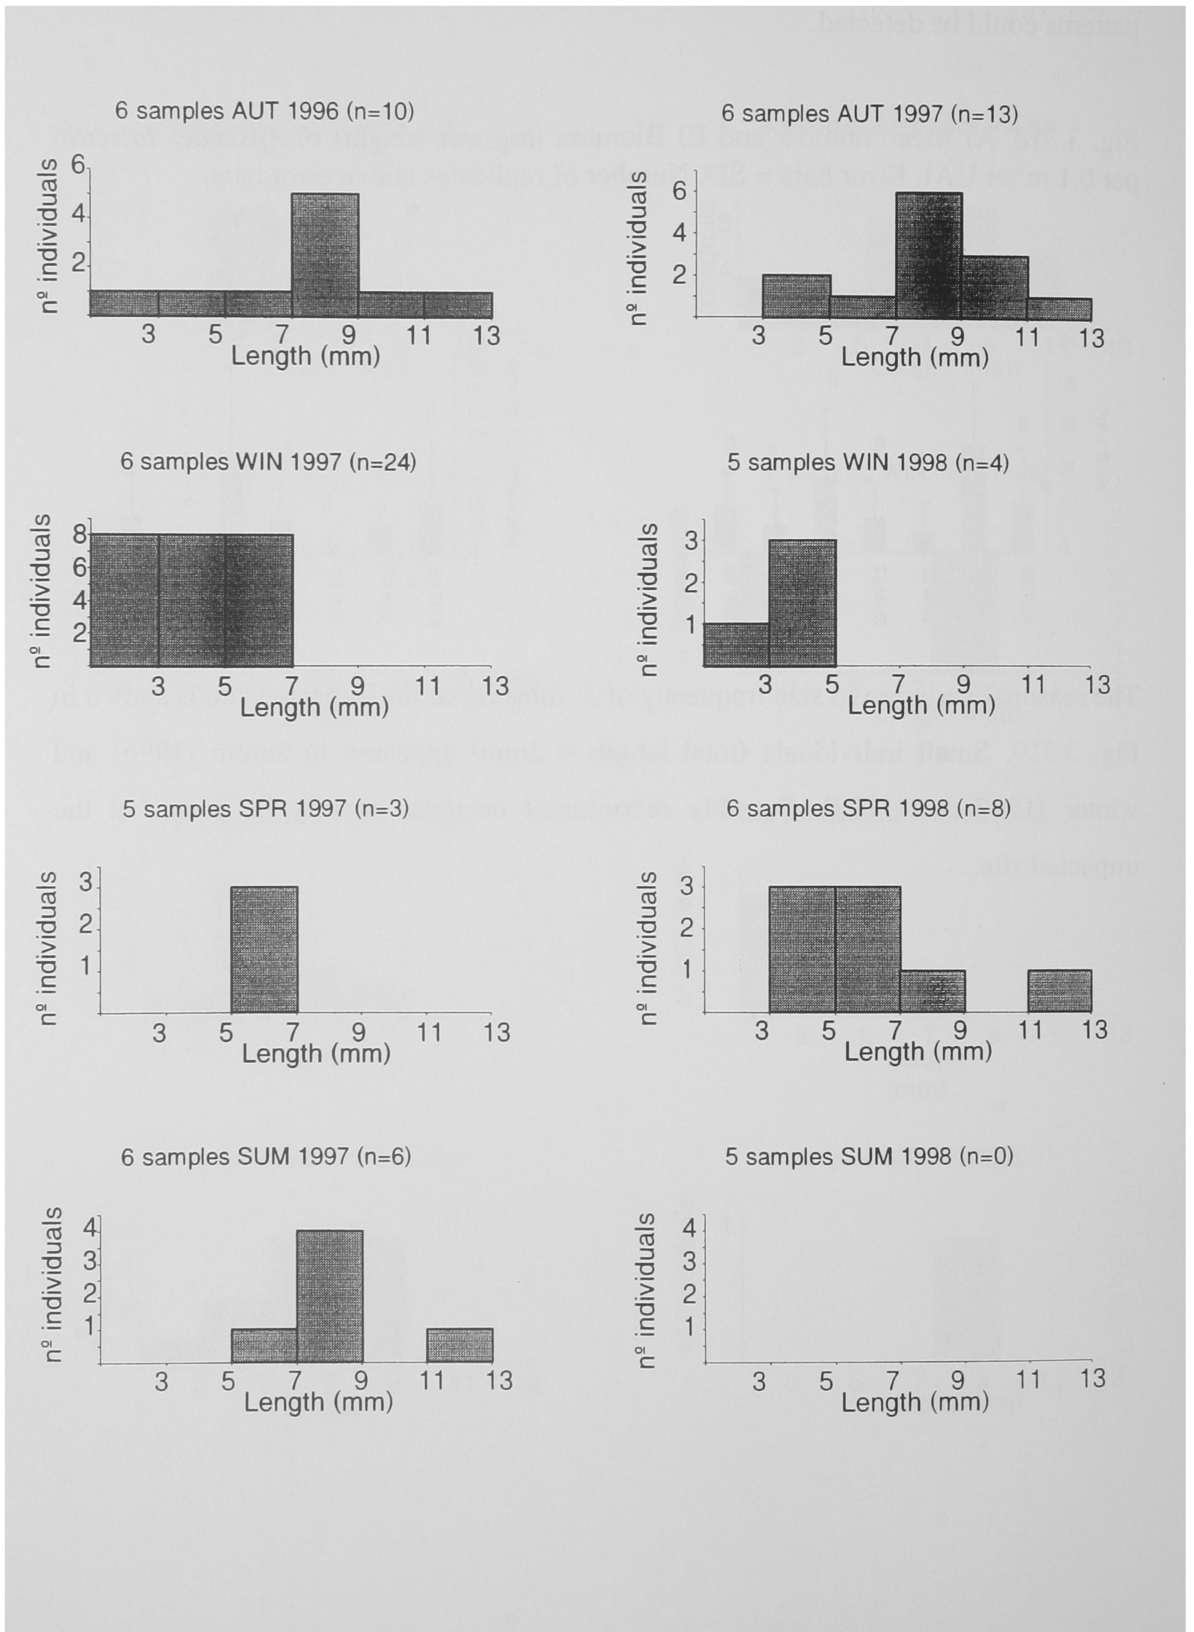 6 samples AUT 1996 (n=10)
nº individuals
6
4
2
3 5 7 9 11 13
Length (mm)
6 samples AUT 1997 (n=13)
nº individuals
6
4
2
3 5 7 9 11 13
Length (mm)
6 samples WIN 1997 (n=24)
nº individuals
8
6
4
2
3 5 7 9 11 13
Length (mm)
5 samples WIN 1998 (n=4)
nº individuals
3
2
1
3 5 7 9 11 13
Length (mm)
5 samples SPR 1997 (n=3)
nº individuals
3
2
1
3 5 7 9 11 13
Length (mm)
6 samples SPR 1998 (n=8)
nº individuals
3
2
1
3 5 7 9 11 13
Length (mm)
6 samples SUM 1997 (n=6)
nº individuals
4
3
2
1
3 5 7 9 11 13
Length (mm)
5 samples SUM 1998 (n=0)
nº individuals
4
3
2
1
3 5 7 9 11 13
Length (mm)